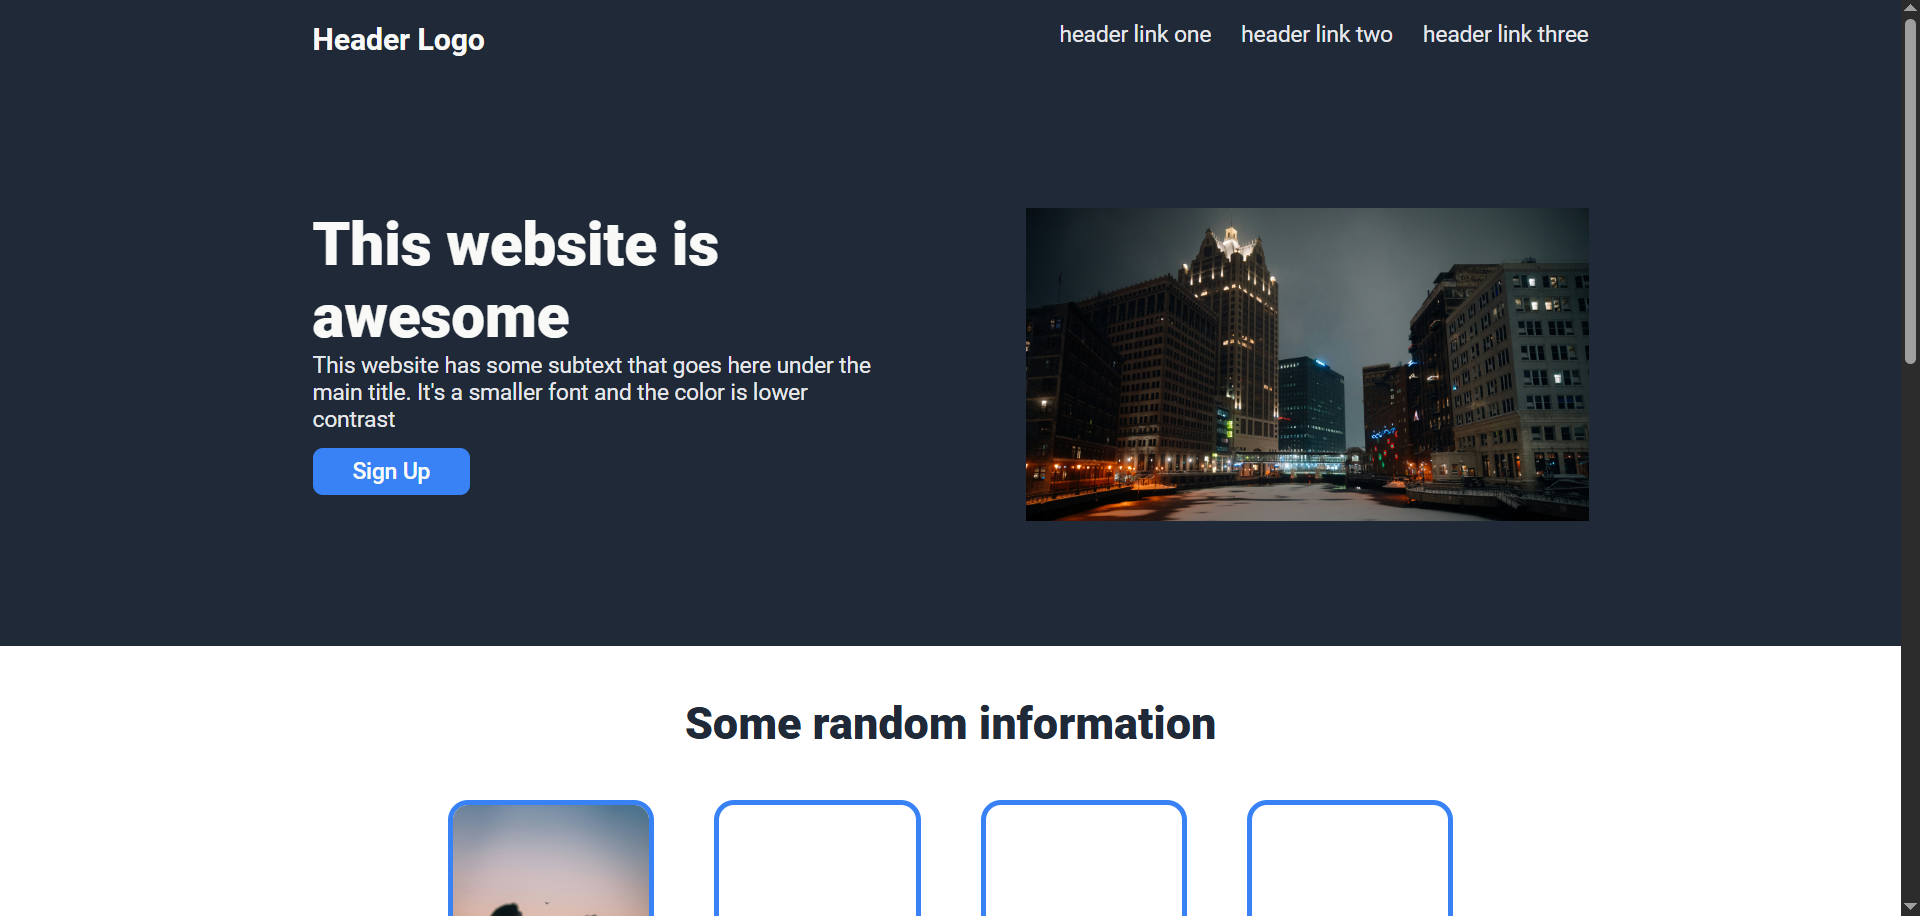 Header Logo
header link one header link two header link three
This website is
awesome
This website has some subtext that goes here under the
main title. It's a smaller font and the color is lower
contrast
Sign Up
Some random information